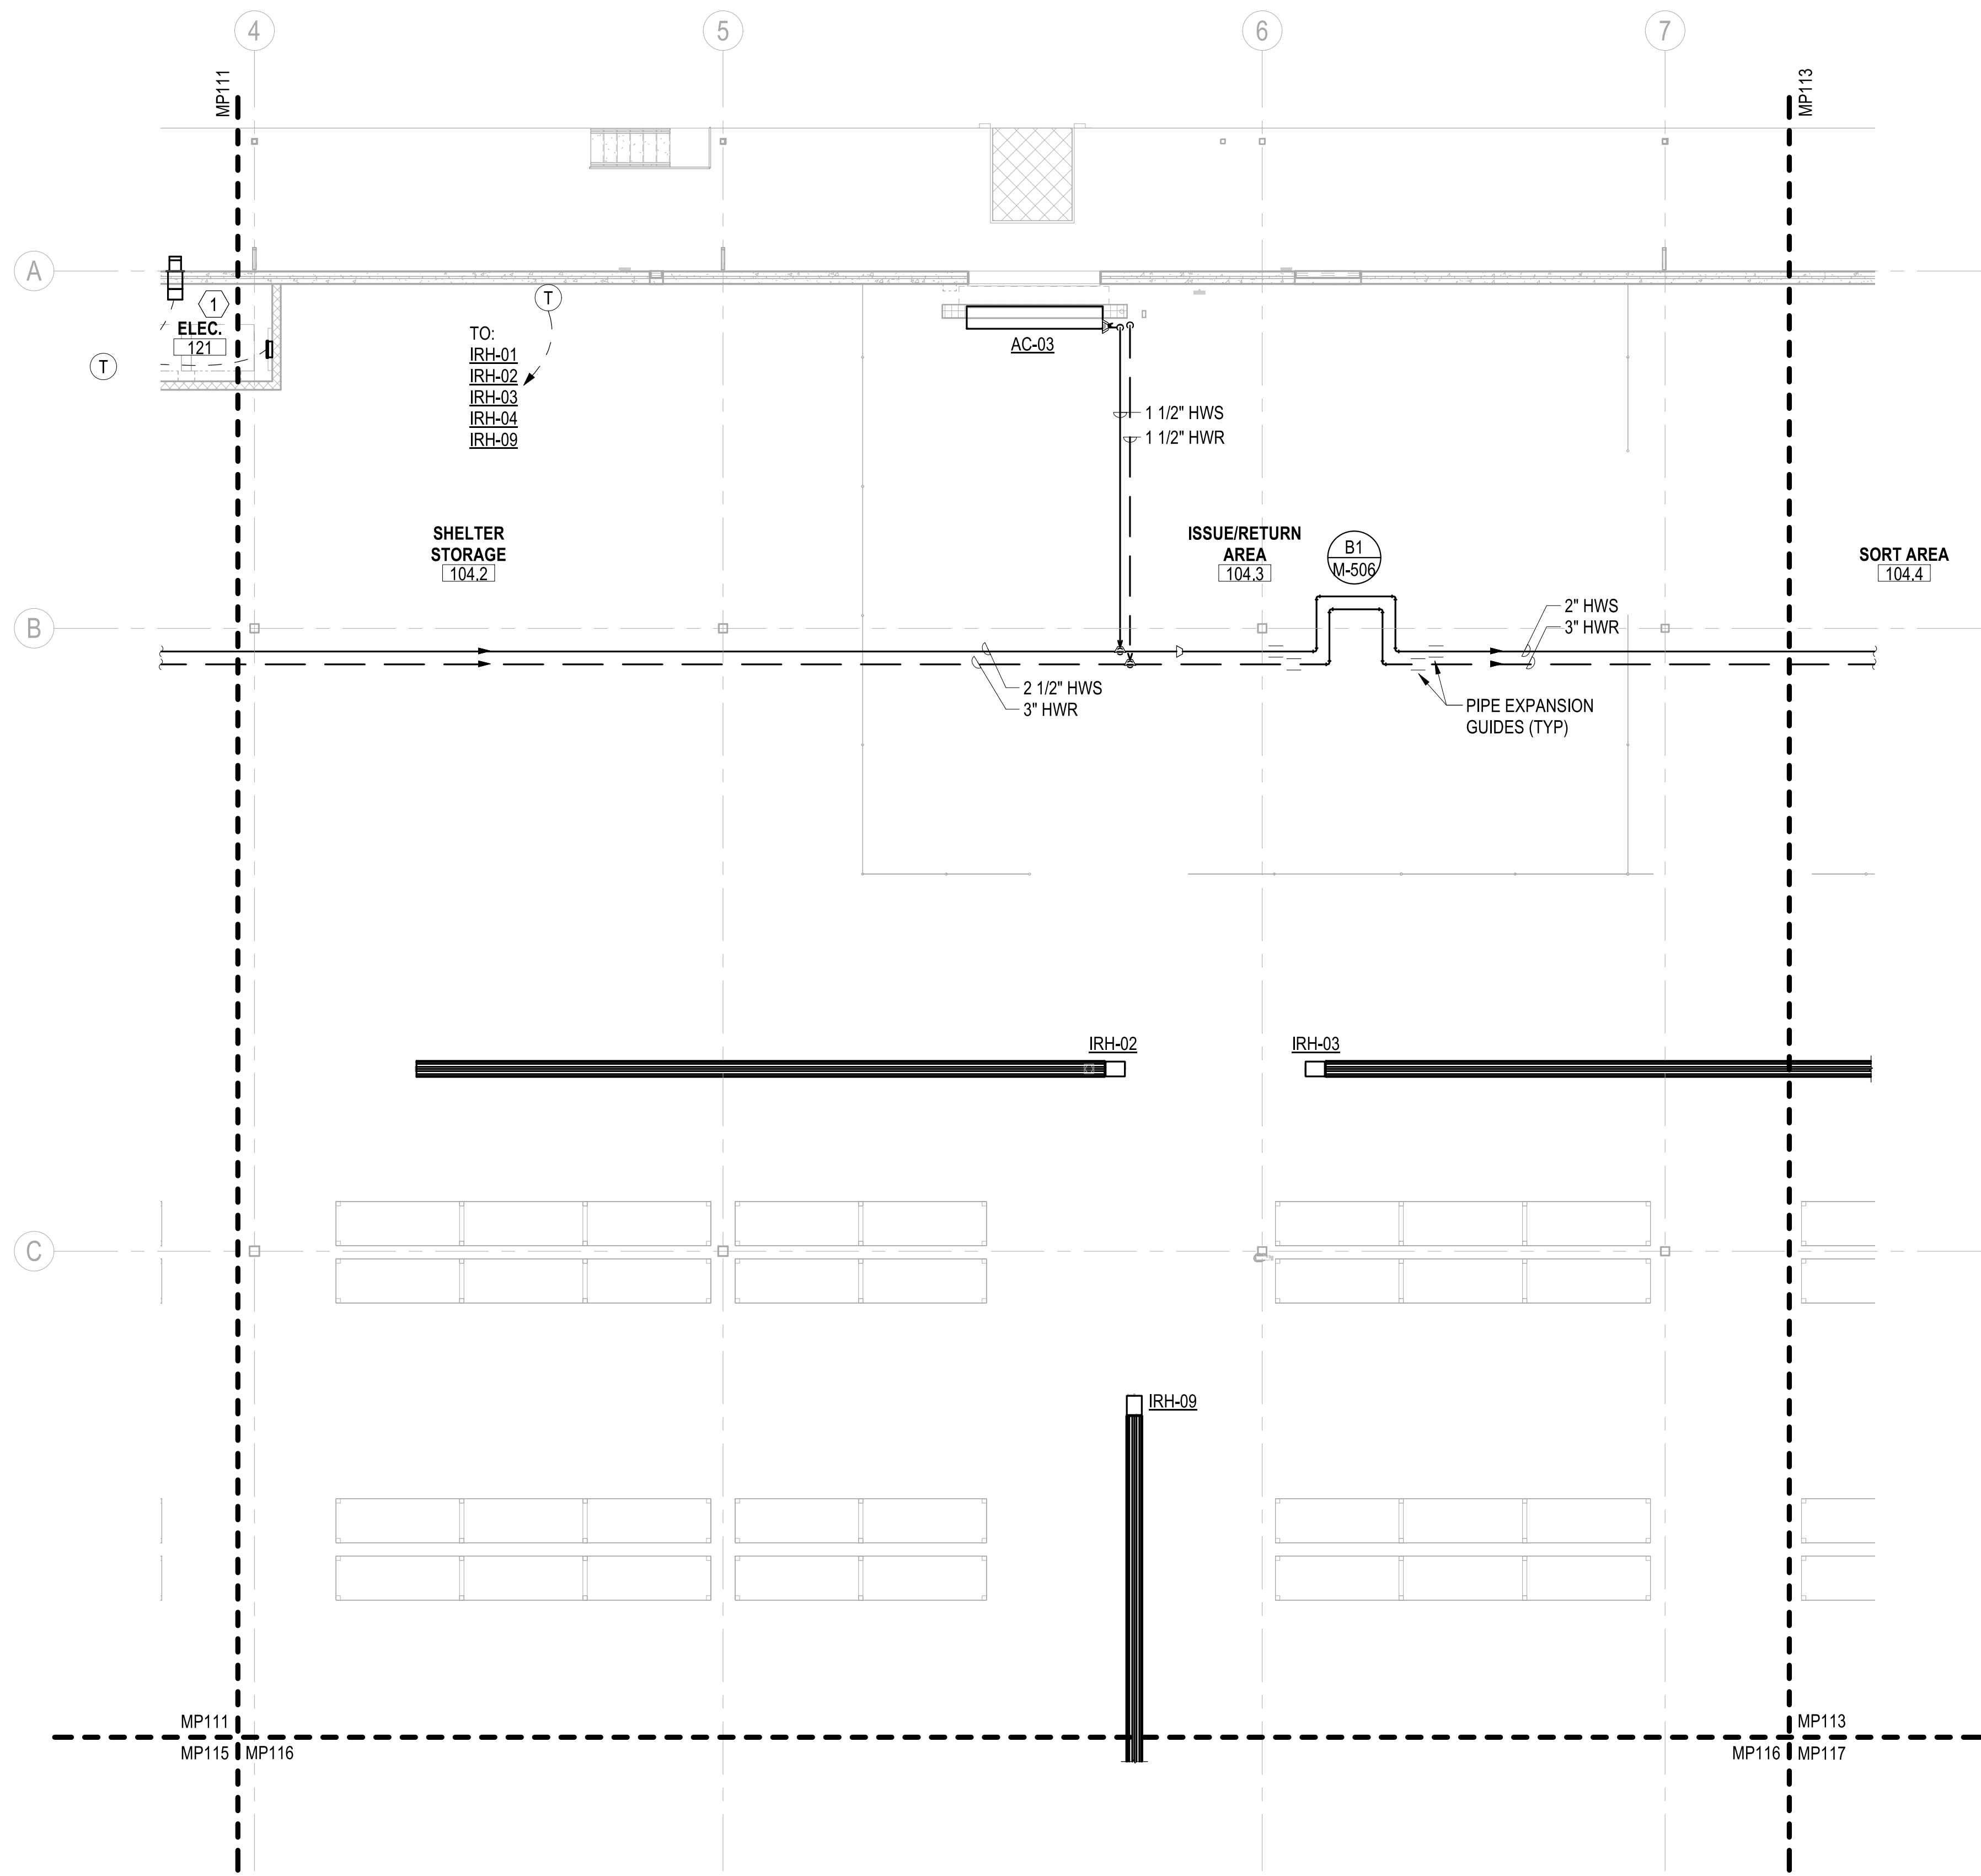 4
5
6
7
MP111
MP113
A
1
ELEC.
121
T
T
TO:
IRH-01
IRH-02
IRH-03
IRH-04
IRH-09
AC-03
1 1/2" HWS
1 1/2" HWR
SHELTER
STORAGE
104.2
ISSUE/RETURN
AREA
104.3
B1
M-506
SORT AREA
104.4
B
2" HWS
3" HWR
2 1/2" HWS
3" HWR
PIPE EXPANSION
GUIDES (TYP)
IRH-02
IRH-03
C
IRH-09
MP111
MP113
MP115
MP116
MP116
MP117